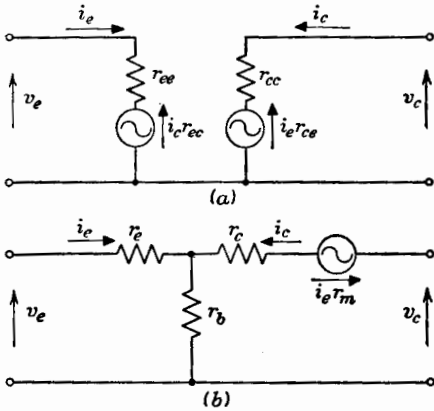 i_e
i_c
r_ee
r_cc
v_e
i_c r_ec
i_e r_ce
v_c
(a)
i_e
r_e
r_c
i_c
i_e r_m
v_e
r_b
v_c
(b)